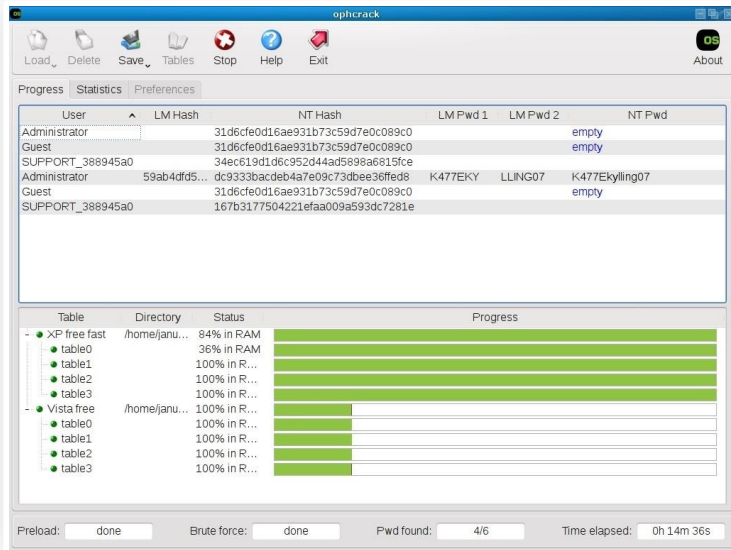 os ophcrack
Load Delete Save Tables Stop Help Exit
os
About
Progress Statistics Preferences
User LM Hash NT Hash LM Pwd 1 LM Pwd 2 NT Pwd
Administrator 31d6cfe0d16ae931b73c59d7e0c089c0 empty
Guest 31d6cfe0d16ae931b73c59d7e0c089c0 empty
SUPPORT_388945a0 34ec619d1d6c952d44ad5898a6815fce
Administrator 59ab4dfd5... dc9333bacdeb4a7e09c73dbee36ffed8 K477EKY LLING07 K477Ekylling07
Guest 31d6cfe0d16ae931b73c59d7e0c089c0 empty
SUPPORT_388945a0 167b3177504221efaa009a593dc7281e
Table Directory Status Progress
XP free fast /home/janu... 84% in RAM
table0 36% in RAM
table1 100% in R...
table2 100% in R...
table3 100% in R...
Vista free /home/janu... 100% in R...
table0 100% in R...
table1 100% in R...
table2 100% in R...
table3 100% in R...
Preload: done Brute force: done Pwd found: 4/6 Time elapsed: 0h 14m 36s